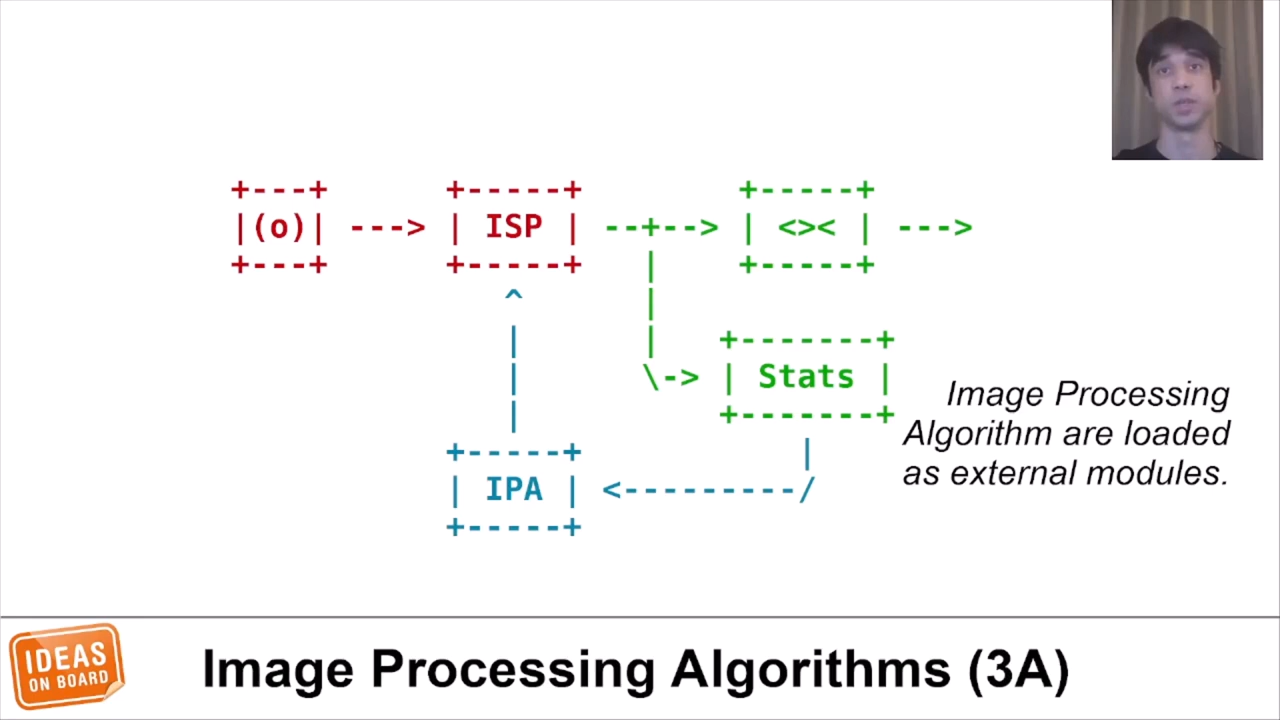 +---+ +-----+ +-----+
|(o)| ---> | ISP | --+--> | <>< | --->
+---+ +-----+ | +-----+
^ |
| | +-------+
| \-> | Stats |
| +-------+
+-----+ |
| IPA | <---------/
+-----+
Image Processing
Algorithm are loaded
as external modules.
IDEAS
ON BOARD
Image Processing Algorithms (3A)